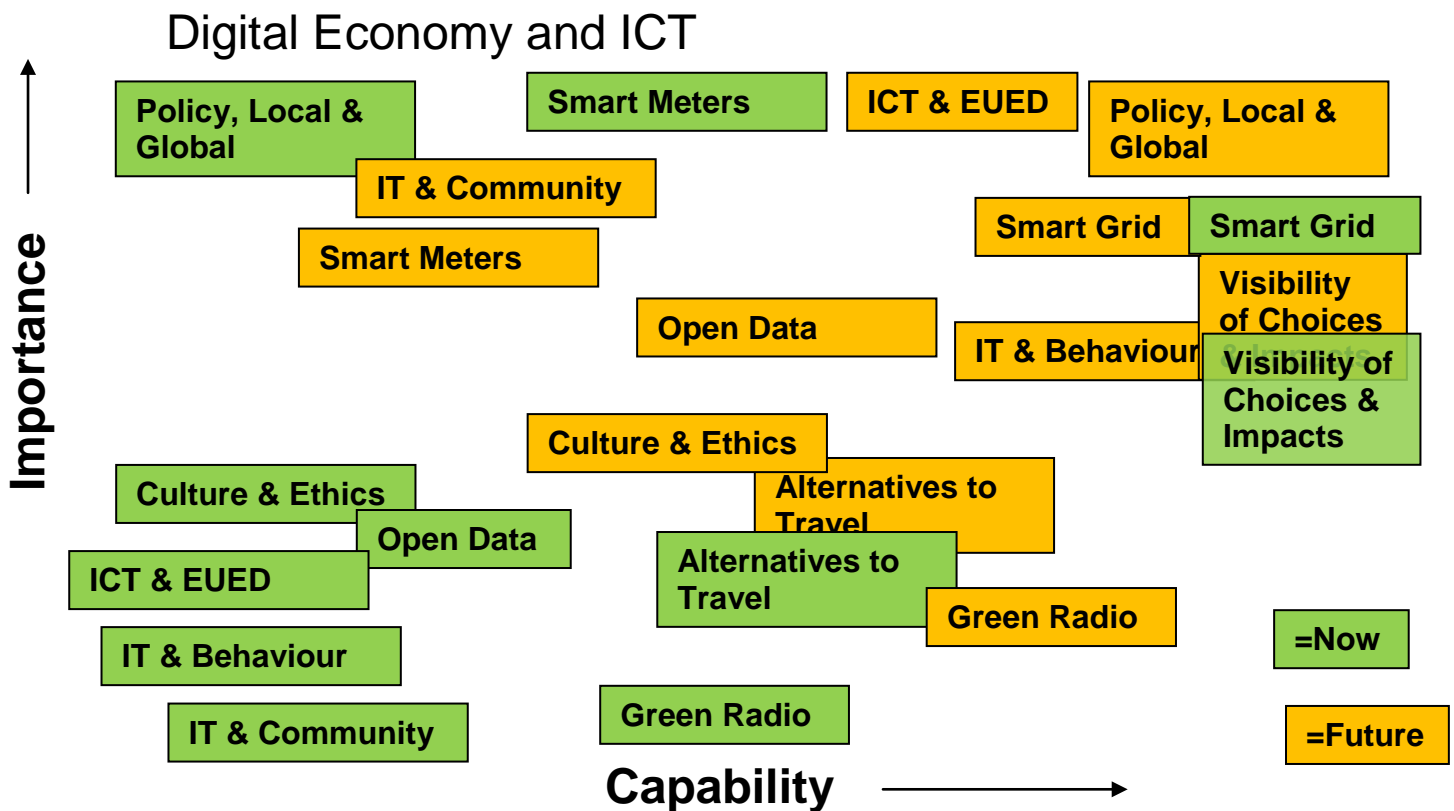 Digital Economy and ICT
Importance
Policy, Local &
Global
Smart Meters
ICT & EUED
Policy, Local &
Global
IT & Community
Smart Grid
Smart Grid
Smart Meters
Visibility
of Choices
& Impacts
Open Data
IT & Behaviour
Visibility of
Choices &
Impacts
Culture & Ethics
Alternatives to
Travel
Culture & Ethics
Open Data
Alternatives to
Travel
ICT & EUED
Green Radio
IT & Behaviour
=Now
Green Radio
IT & Community
=Future
Capability